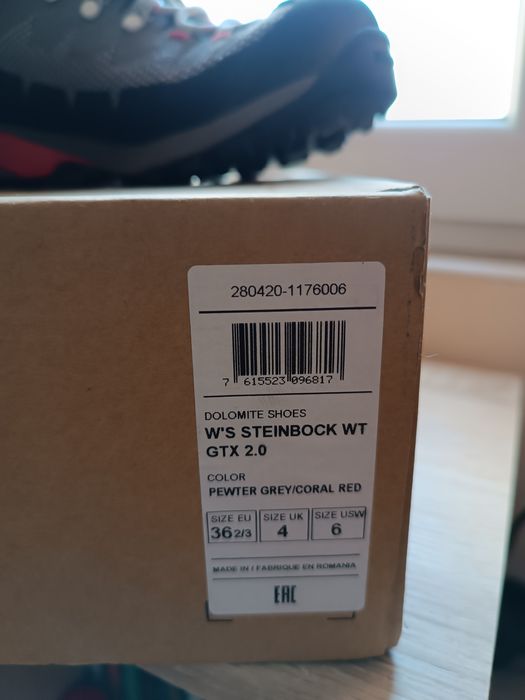 280420-1176006
7 615523 096817
DOLOMITE SHOES
W'S STEINBOCK WT
GTX 2.0
COLOR
PEWTER GREY/CORAL RED
SIZE EU SIZE UK SIZE USW
36 2/3 4 6
MADE IN / FABRIQUE EN ROMANIA
EAC